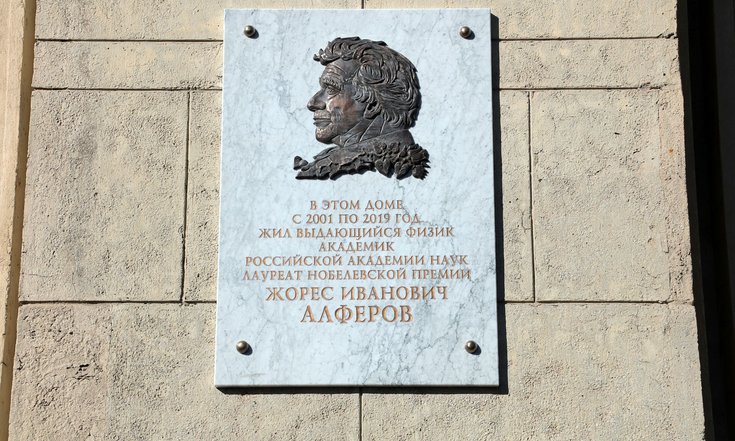 В ЭТОМ ДОМЕ
С 2001 ПО 2019 ГОД
ЖИЛ ВЫДАЮЩИЙСЯ ФИЗИК
АКАДЕМИК
РОССИЙСКОЙ АКАДЕМИИ НАУК
ЛАУРЕАТ НОБЕЛЕВСКОЙ ПРЕМИИ
ЖОРЕС ИВАНОВИЧ
АЛФЕРОВ